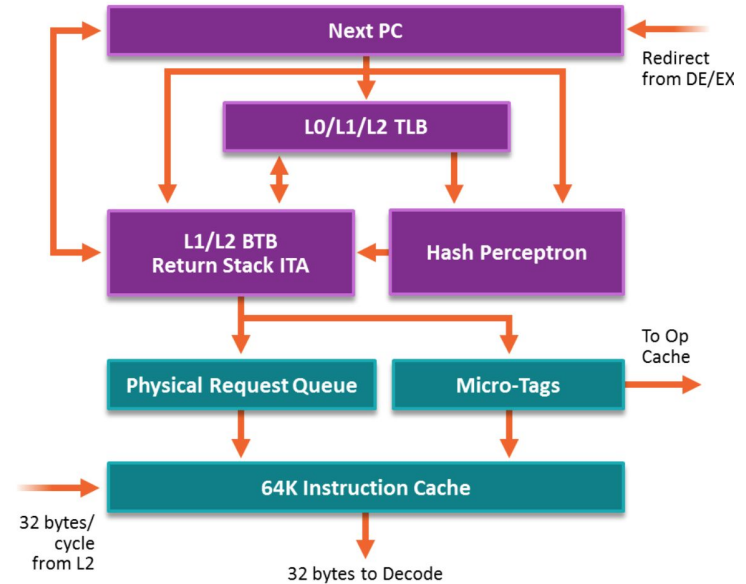 Next PC
Redirect
from DE/EX
L0/L1/L2 TLB
L1/L2 BTB
Return Stack ITA
Hash Perceptron
To Op
Cache
Physical Request Queue
Micro-Tags
64K Instruction Cache
32 bytes/
cycle
from L2
32 bytes to Decode